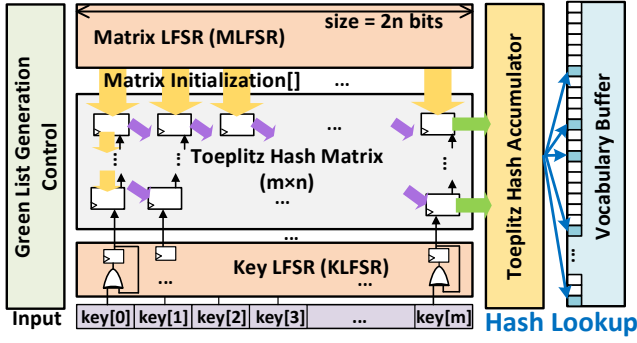 Green List Generation
Control
Matrix LFSR (MLFSR)
size = 2n bits
Matrix Initialization[]
...
...
...
...
Toeplitz Hash Matrix
(m×n)
...
...
...
Key LFSR (KLFSR)
...
...
Toeplitz Hash Accumulator
Vocabulary Buffer
...
Input
key[0]
key[1]
key[2]
key[3]
...
key[m]
Hash Lookup